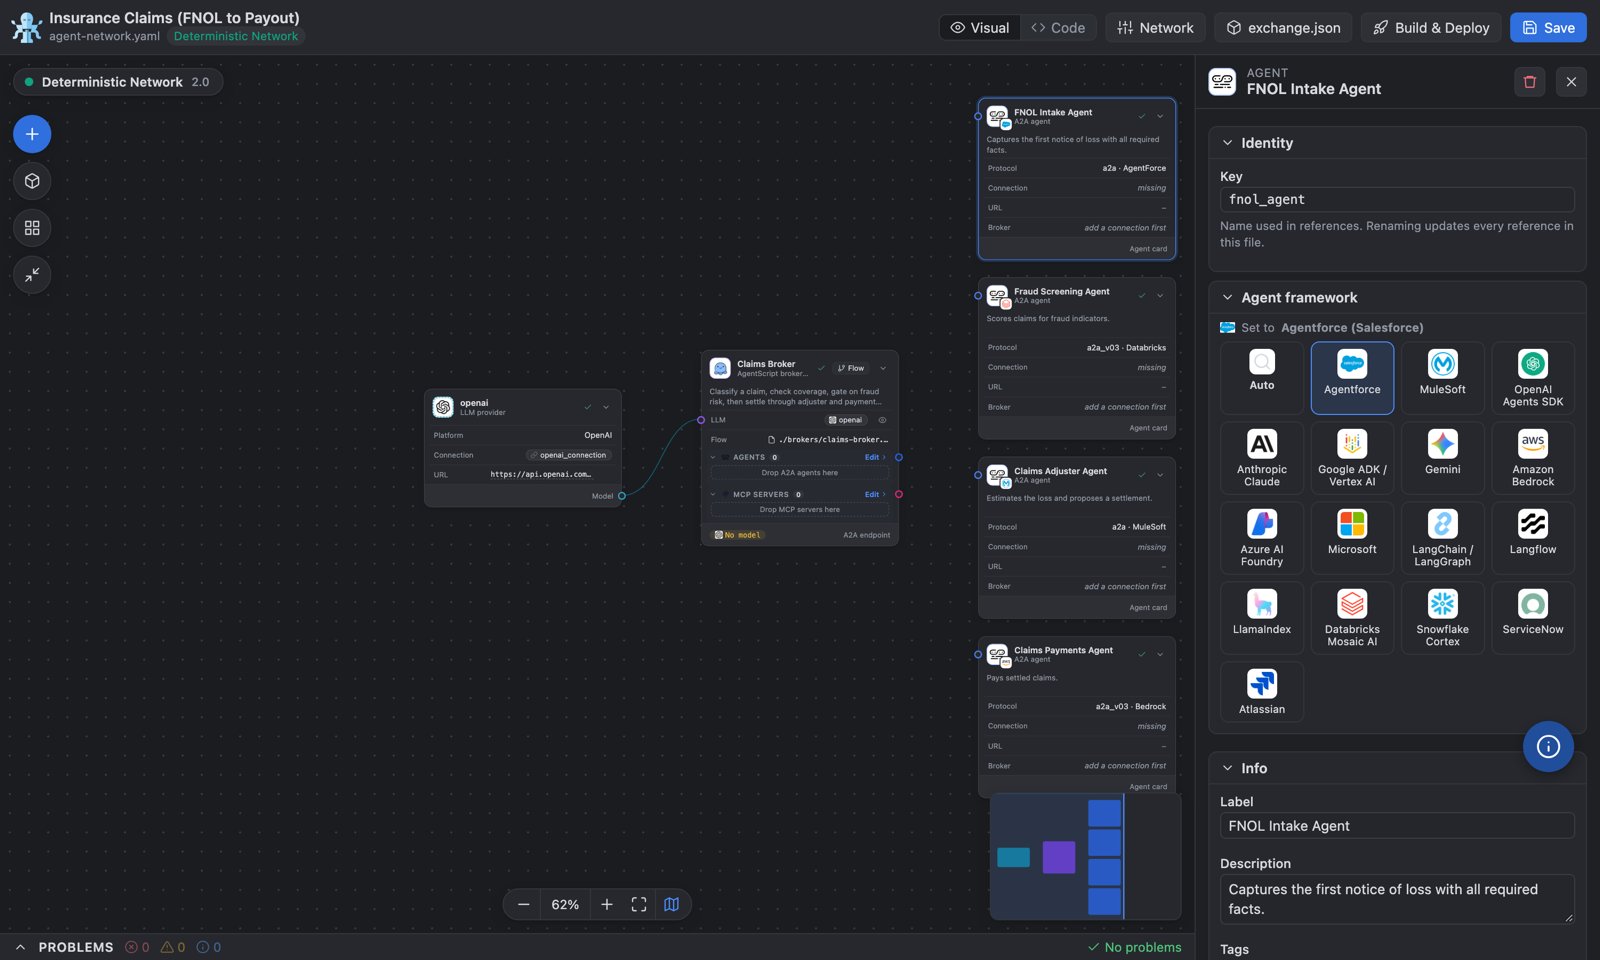 Insurance Claims (FNOL to Payout)
agent-network.yaml
Deterministic Network
Visual
Code
Network
exchange.json
Build & Deploy
Save
Deterministic Network 2.0
FNOL Intake Agent
A2A agent
Captures the first notice of loss with all required
facts.
Protocol
a2a · AgentForce
Connection
missing
URL
–
Broker
add a connection first
Agent card
Fraud Screening Agent
A2A agent
Scores claims for fraud indicators.
Protocol
a2a_v03 · Databricks
Connection
missing
URL
–
Broker
add a connection first
Agent card
Claims Adjuster Agent
A2A agent
Estimates the loss and proposes a settlement.
Protocol
a2a · MuleSoft
Connection
missing
URL
–
Broker
add a connection first
Agent card
Claims Payments Agent
A2A agent
Pays settled claims.
Protocol
a2a_v03 · Bedrock
Connection
missing
URL
–
Broker
add a connection first
Agent card
openai
LLM provider
Platform
OpenAI
Connection
openai_connection
URL
https://api.openai.com…
Model
Claims Broker
AgentScript broker…
Flow
Classify a claim, check coverage, gate on fraud
risk, then settle through adjuster and payment…
LLM
openai
Flow
./brokers/claims-broker.…
AGENTS 0
Edit
Drop A2A agents here
MCP SERVERS 0
Edit
Drop MCP servers here
No model
A2A endpoint
62%
PROBLEMS
0
0
0
No problems
AGENT
FNOL Intake Agent
Identity
Key
fnol_agent
Name used in references. Renaming updates every reference in
this file.
Agent framework
Set to Agentforce (Salesforce)
Auto
Agentforce
MuleSoft
OpenAI
Agents SDK
Anthropic
Claude
Google ADK /
Vertex AI
Gemini
aws
Amazon
Bedrock
Azure AI
Foundry
Microsoft
LangChain /
LangGraph
Langflow
LlamaIndex
Databricks
Mosaic AI
Snowflake
Cortex
ServiceNow
Atlassian
Info
Label
FNOL Intake Agent
Description
Captures the first notice of loss with all required
facts.
Tags